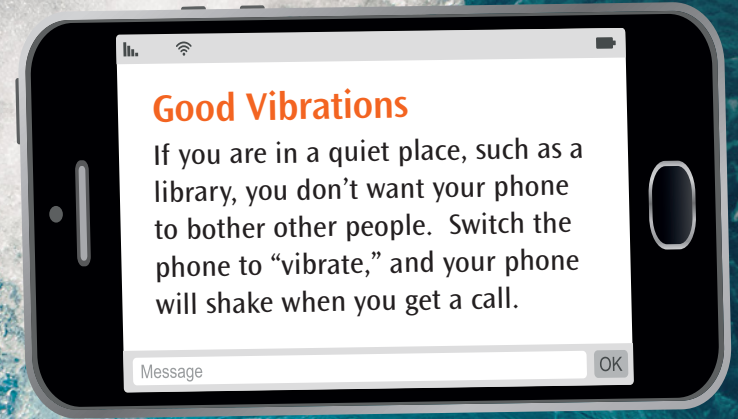 Good Vibrations
If you are in a quiet place, such as a
library, you don't want your phone
to bother other people.  Switch the
phone to “vibrate,” and your phone
will shake when you get a call.
Message
OK